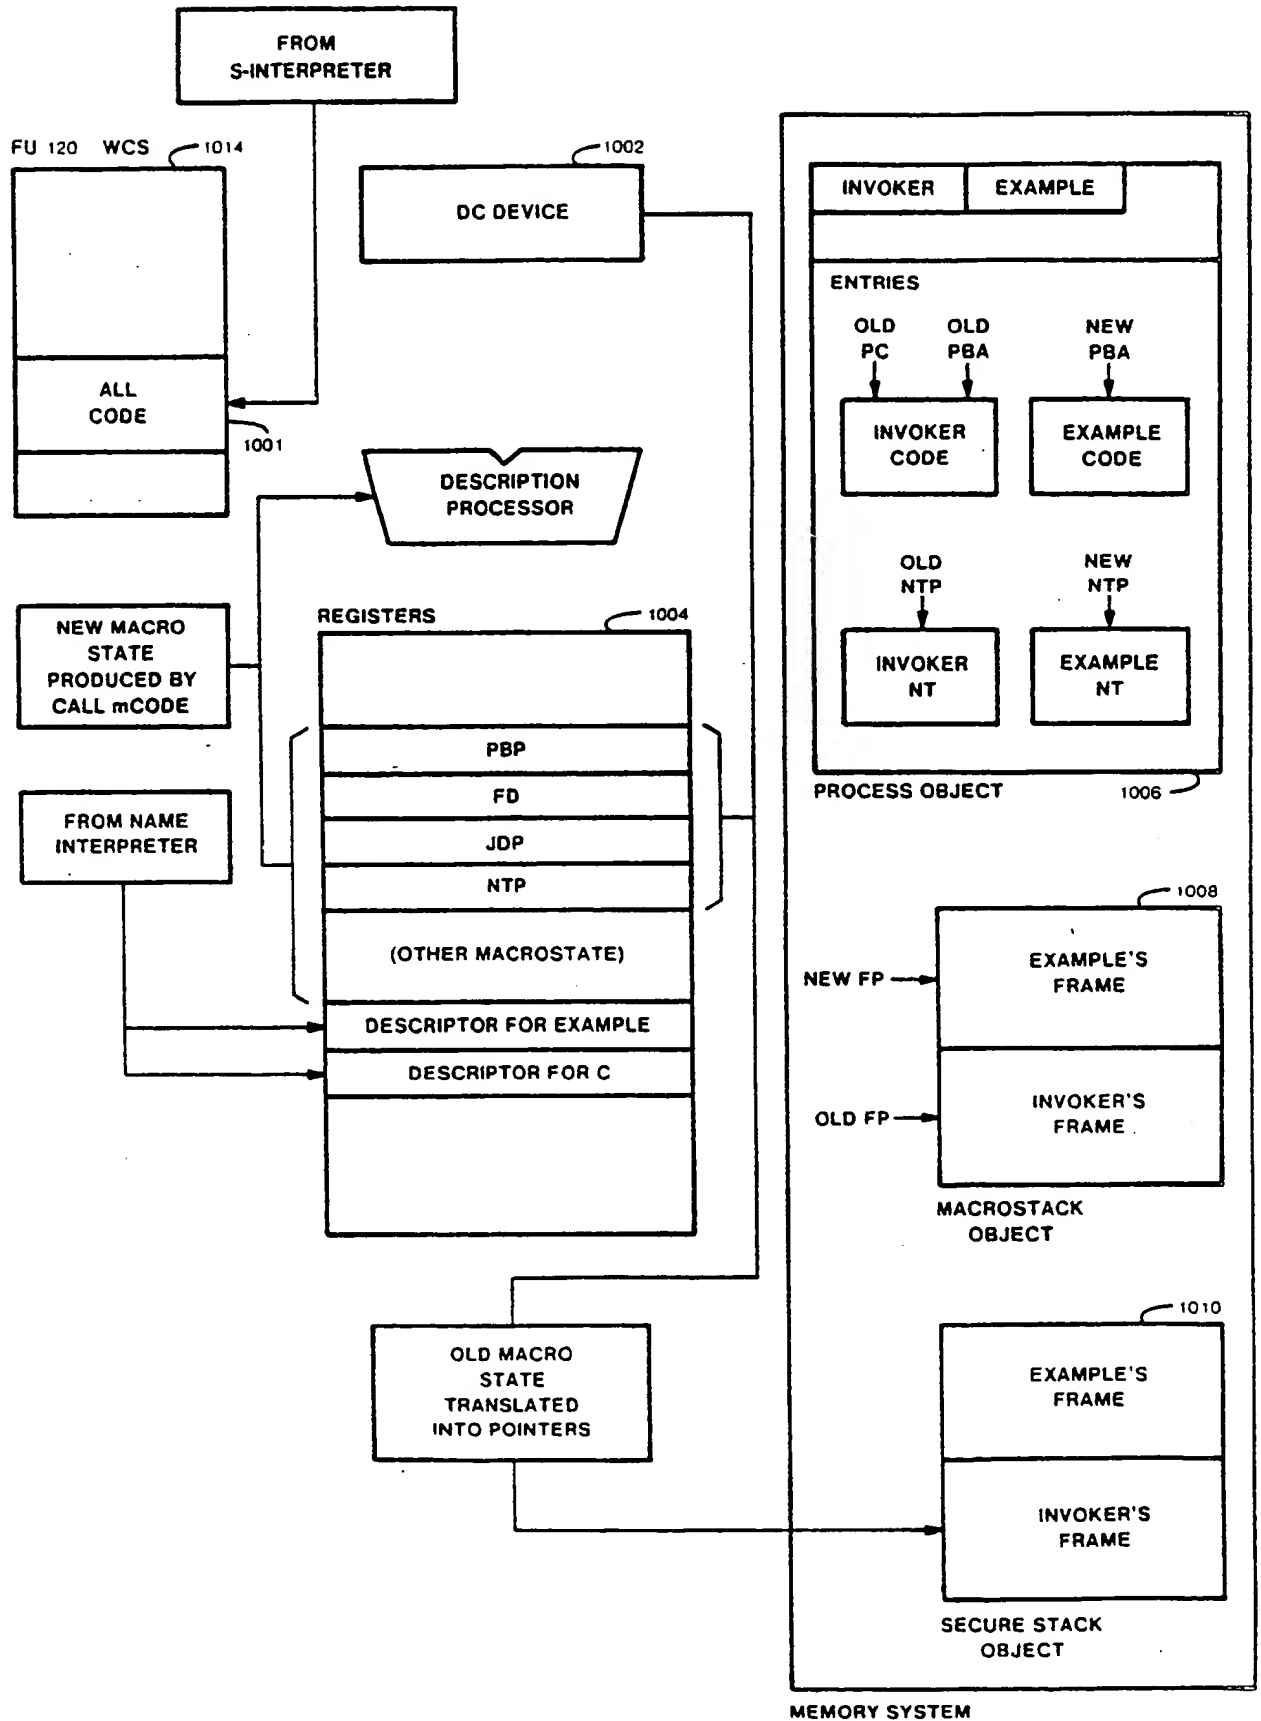 FROM
S-INTERPRETER
FU 120 WCS 1014
1002
DC DEVICE
ALL
CODE
1001
DESCRIPTION
PROCESSOR
NEW MACRO
STATE
PRODUCED BY
CALL mCODE
FROM NAME
INTERPRETER
REGISTERS
1004
PBP
FD
JDP
NTP
(OTHER MACROSTATE)
DESCRIPTOR FOR EXAMPLE
DESCRIPTOR FOR C
OLD MACRO
STATE
TRANSLATED
INTO POINTERS
INVOKER EXAMPLE
ENTRIES
OLD
PC
OLD
PBA
NEW
PBA
INVOKER
CODE
EXAMPLE
CODE
OLD
NTP
NEW
NTP
INVOKER
NT
EXAMPLE
NT
PROCESS OBJECT
1006
1008
NEW FP
EXAMPLE'S
FRAME
OLD FP
INVOKER'S
FRAME
MACROSTACK
OBJECT
1010
EXAMPLE'S
FRAME
INVOKER'S
FRAME
SECURE STACK
OBJECT
MEMORY SYSTEM